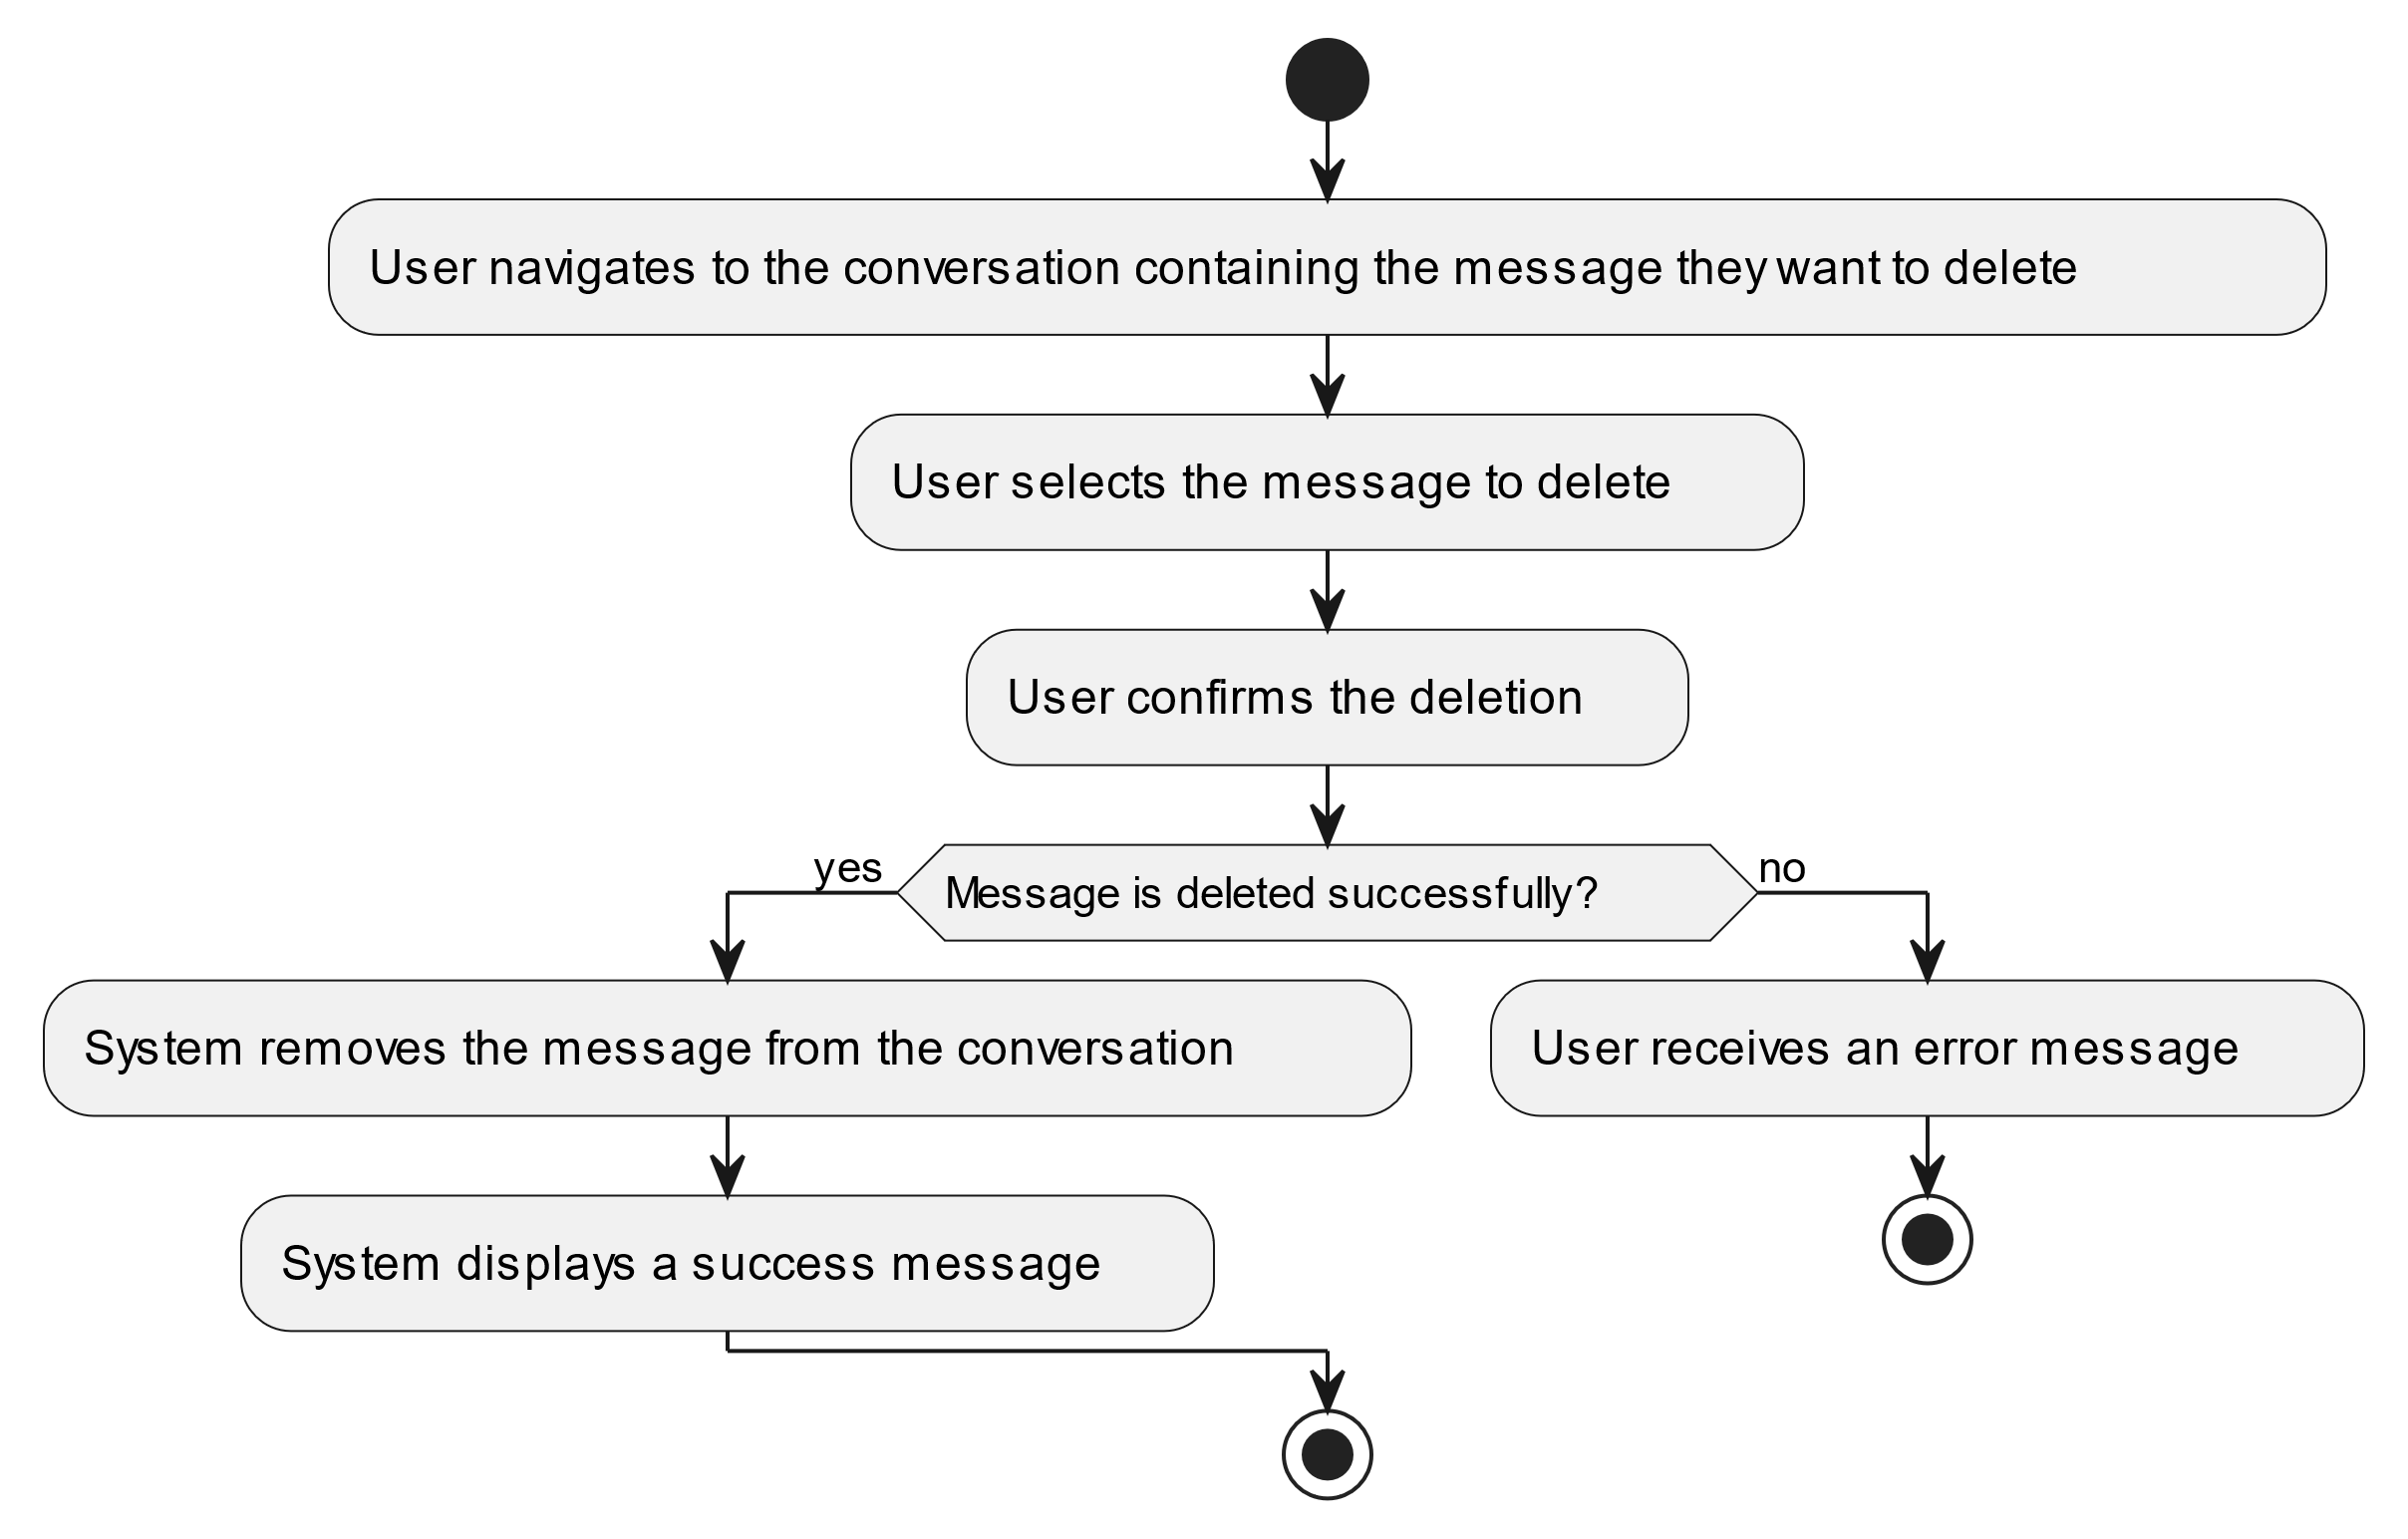 User navigates to the conversation containing the message they want to delete
User selects the message to delete
User confirms the deletion
yes
Message is deleted successfully?
no
System removes the message from the conversation
User receives an error message
System displays a success message